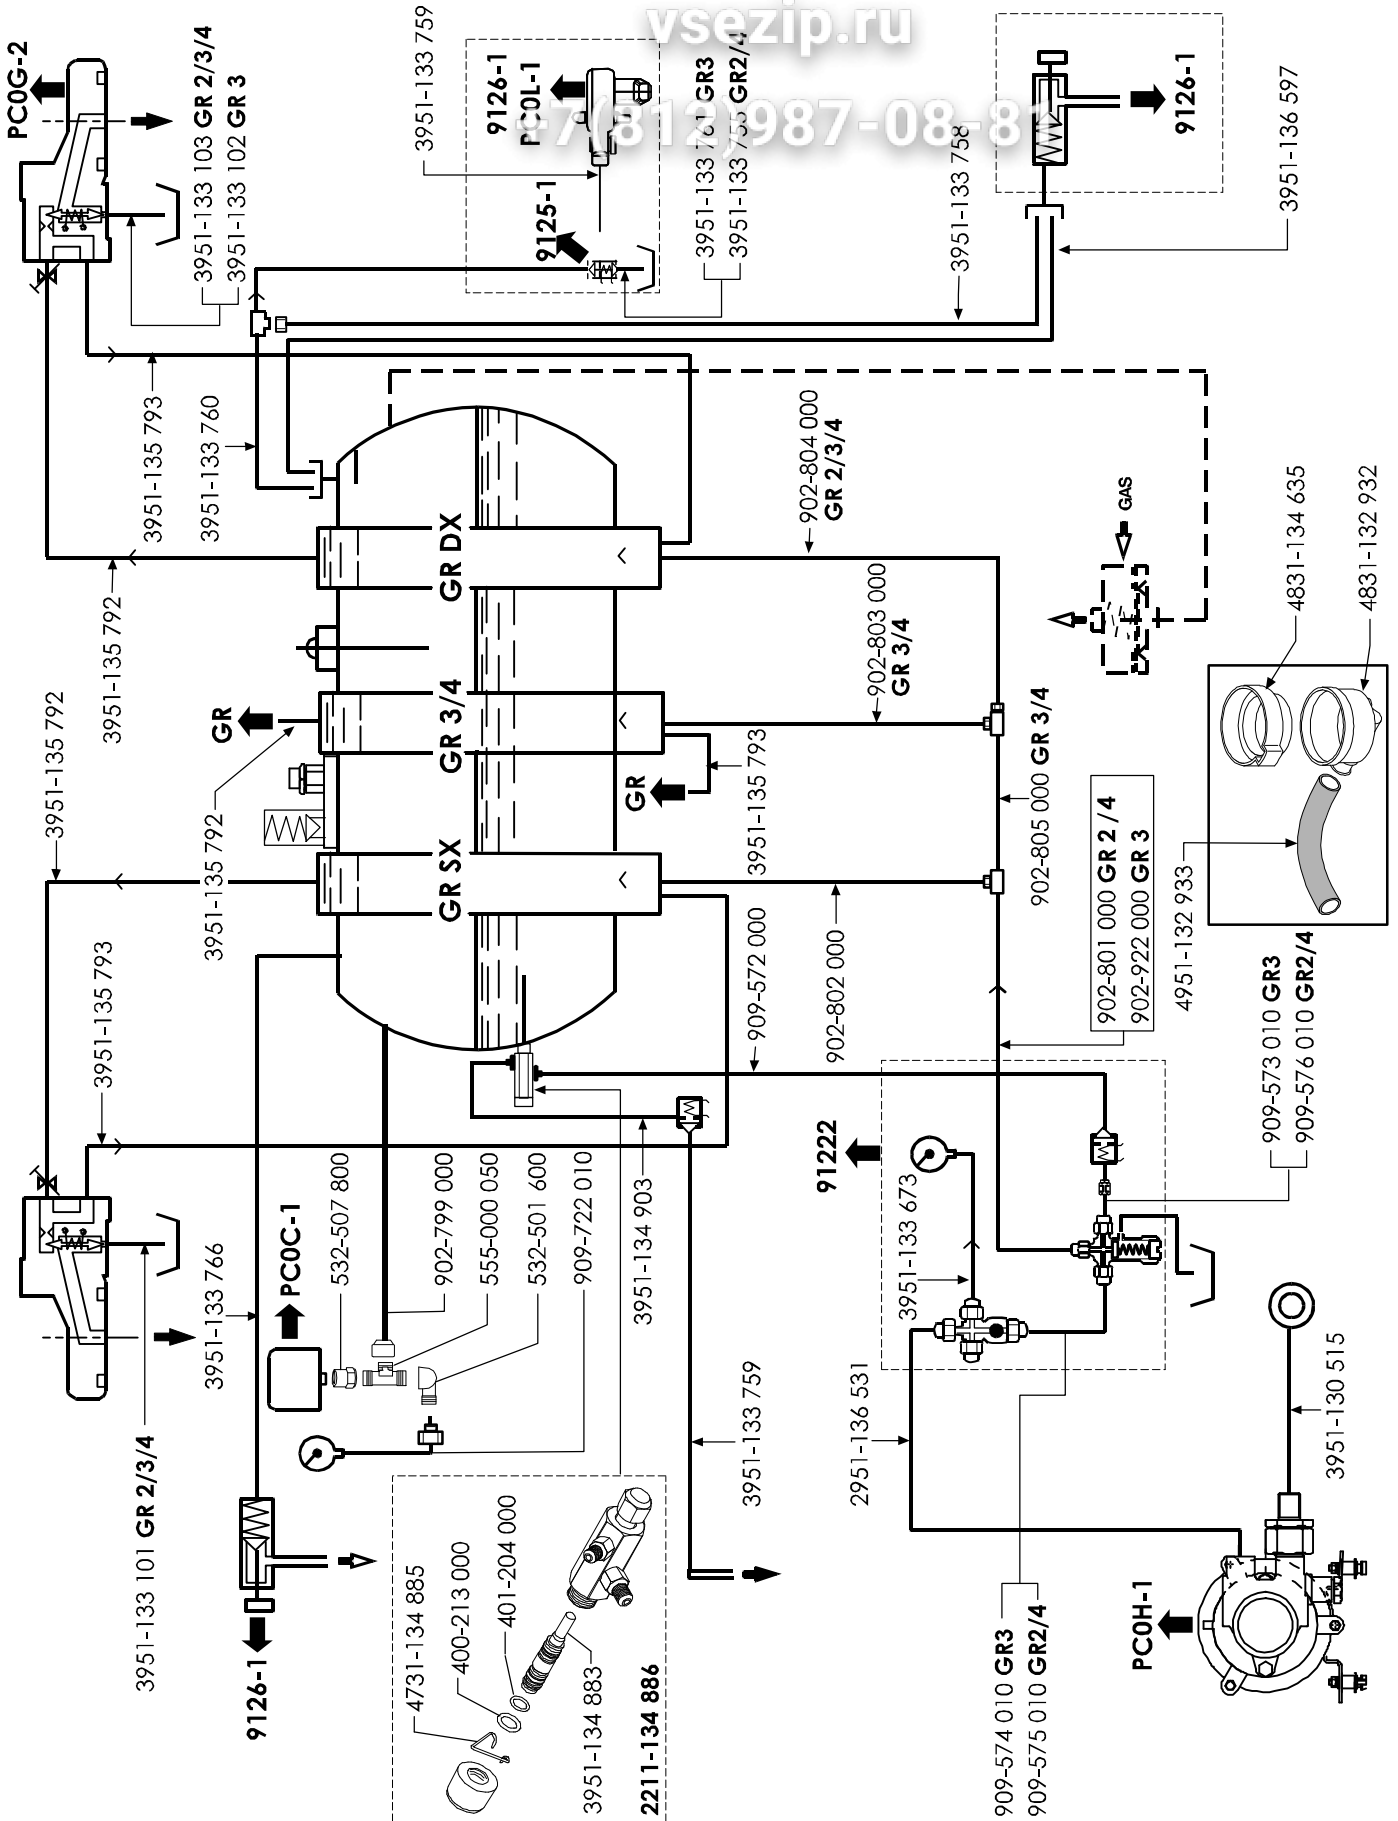 vsezip.ru
+7(812)987-08-81
PC0G-2
3951-133 103 GR 2/3/4
3951-133 102 GR 3
3951-133 759
9126-1
PC0L-1
9125-1
3951-133 761 GR3
3951-133 755 GR2/4
3951-133 758
9126-1
3951-136 597
3951-135 793
3951-133 760
3951-135 792
GR DX
902-804 000
GR 2/3/4
902-803 000
GR 3/4
GAS
4831-134 635
4831-132 932
3951-135 792
GR
GR 3/4
3951-135 792
GR
3951-135 793
902-805 000 GR 3/4
902-801 000 GR 2 /4
902-922 000 GR 3
4951-132 933
GR SX
3951-135 793
909-572 000
902-802 000
909-573 010 GR3
909-576 010 GR2/4
91222
3951-133 673
3951-133 766
PC0C-1
532-507 800
902-799 000
555-000 050
532-501 600
909-722 010
3951-134 903
3951-133 759
2951-136 531
3951-130 515
3951-133 101 GR 2/3/4
9126-1
4731-134 885
400-213 000
401-204 000
3951-134 883
2211-134 886
909-574 010 GR3
909-575 010 GR2/4
PC0H-1